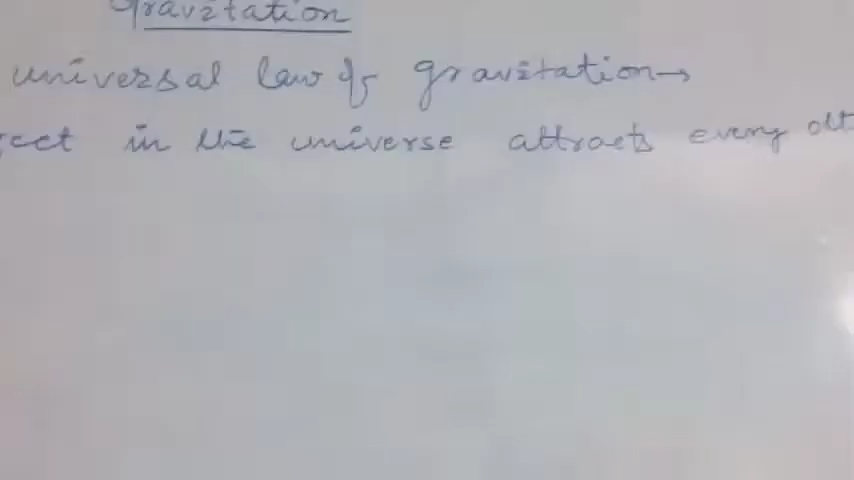 Gravitation
universal law of gravitation→
in the universe attracts every